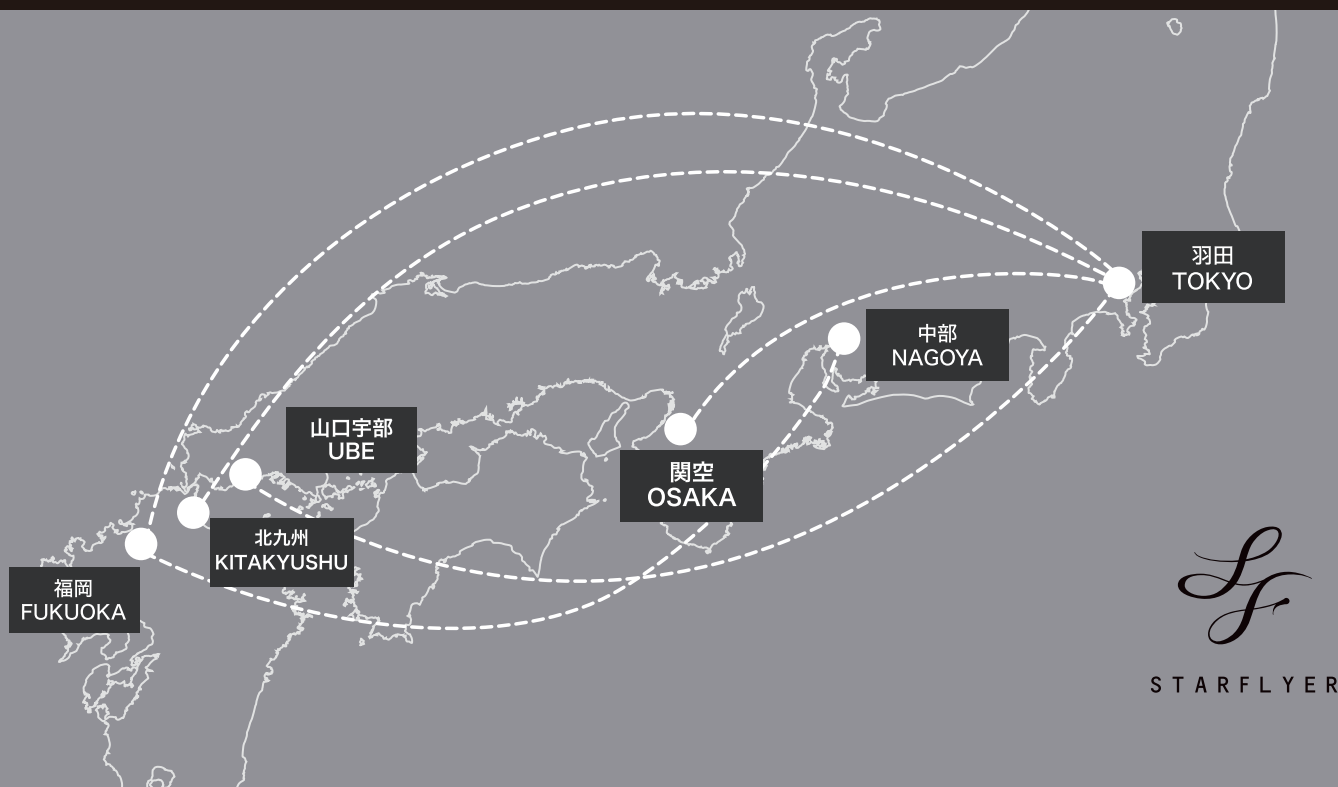 羽田
TOKYO
中部
NAGOYA
山口宇部
UBE
関空
OSAKA
北九州
KITAKYUSHU
福岡
FUKUOKA
SF
STARFLYER